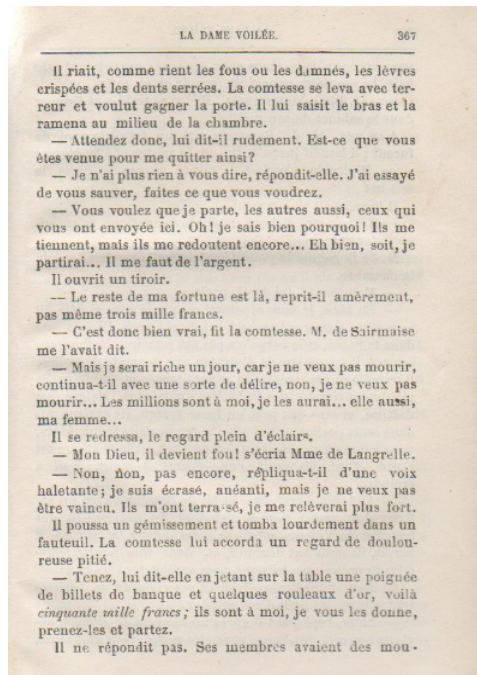 LA DAME VOILÉE. 367
Il riait, comme rient les fous ou les damnés, les lèvres
crispées et les dents serrées. La comtesse se leva avec ter-
reur et voulut gagner la porte. Il lui saisit le bras et la
ramena au milieu de la chambre.
— Attendez donc, lui dit-il rudement. Est-ce que vous
êtes venue pour me quitter ainsi?
— Je n'ai plus rien à vous dire, répondit-elle. J'ai essayé
de vous sauver, faites ce que vous voudrez.
— Vous voulez que je parte, les autres aussi, ceux qui
vous ont envoyée ici. Oh! je sais bien pourquoi! Ils me
tiennent, mais ils me redoutent encore... Eh bien, soit, je
partirai... Il me faut de l'argent.
Il ouvrit un tiroir.
— Le reste de ma fortune est là, reprit-il amèrement,
pas même trois mille francs.
— C'est donc bien vrai, fit la comtesse. M. de Sairmaise
me l'avait dit.
— Mais je serai riche un jour, car je ne veux pas mourir,
continua-t-il avec une sorte de délire, non, je ne veux pas
mourir... Les millions sont à moi, je les aurai... elle aussi,
ma femme...
Il se redressa, le regard plein d'éclairs.
— Mon Dieu, il devient fou! s'écria Mme de Langrelle.
— Non, non, pas encore, répliqua-t-il d'une voix
haletante; je suis écrasé, anéanti, mais je ne veux pas
être vaincu. Ils m'ont terrassé, je me relèverai plus fort.
Il poussa un gémissement et tomba lourdement dans un
fauteuil. La comtesse lui accorda un regard de doulou-
reuse pitié.
— Tenez, lui dit-elle en jetant sur la table une poignée
de billets de banque et quelques rouleaux d'or, voilà
cinquante mille francs; ils sont à moi, je vous les donne,
prenez-les et partez.
Il ne répondit pas. Ses membres avaient des mou-